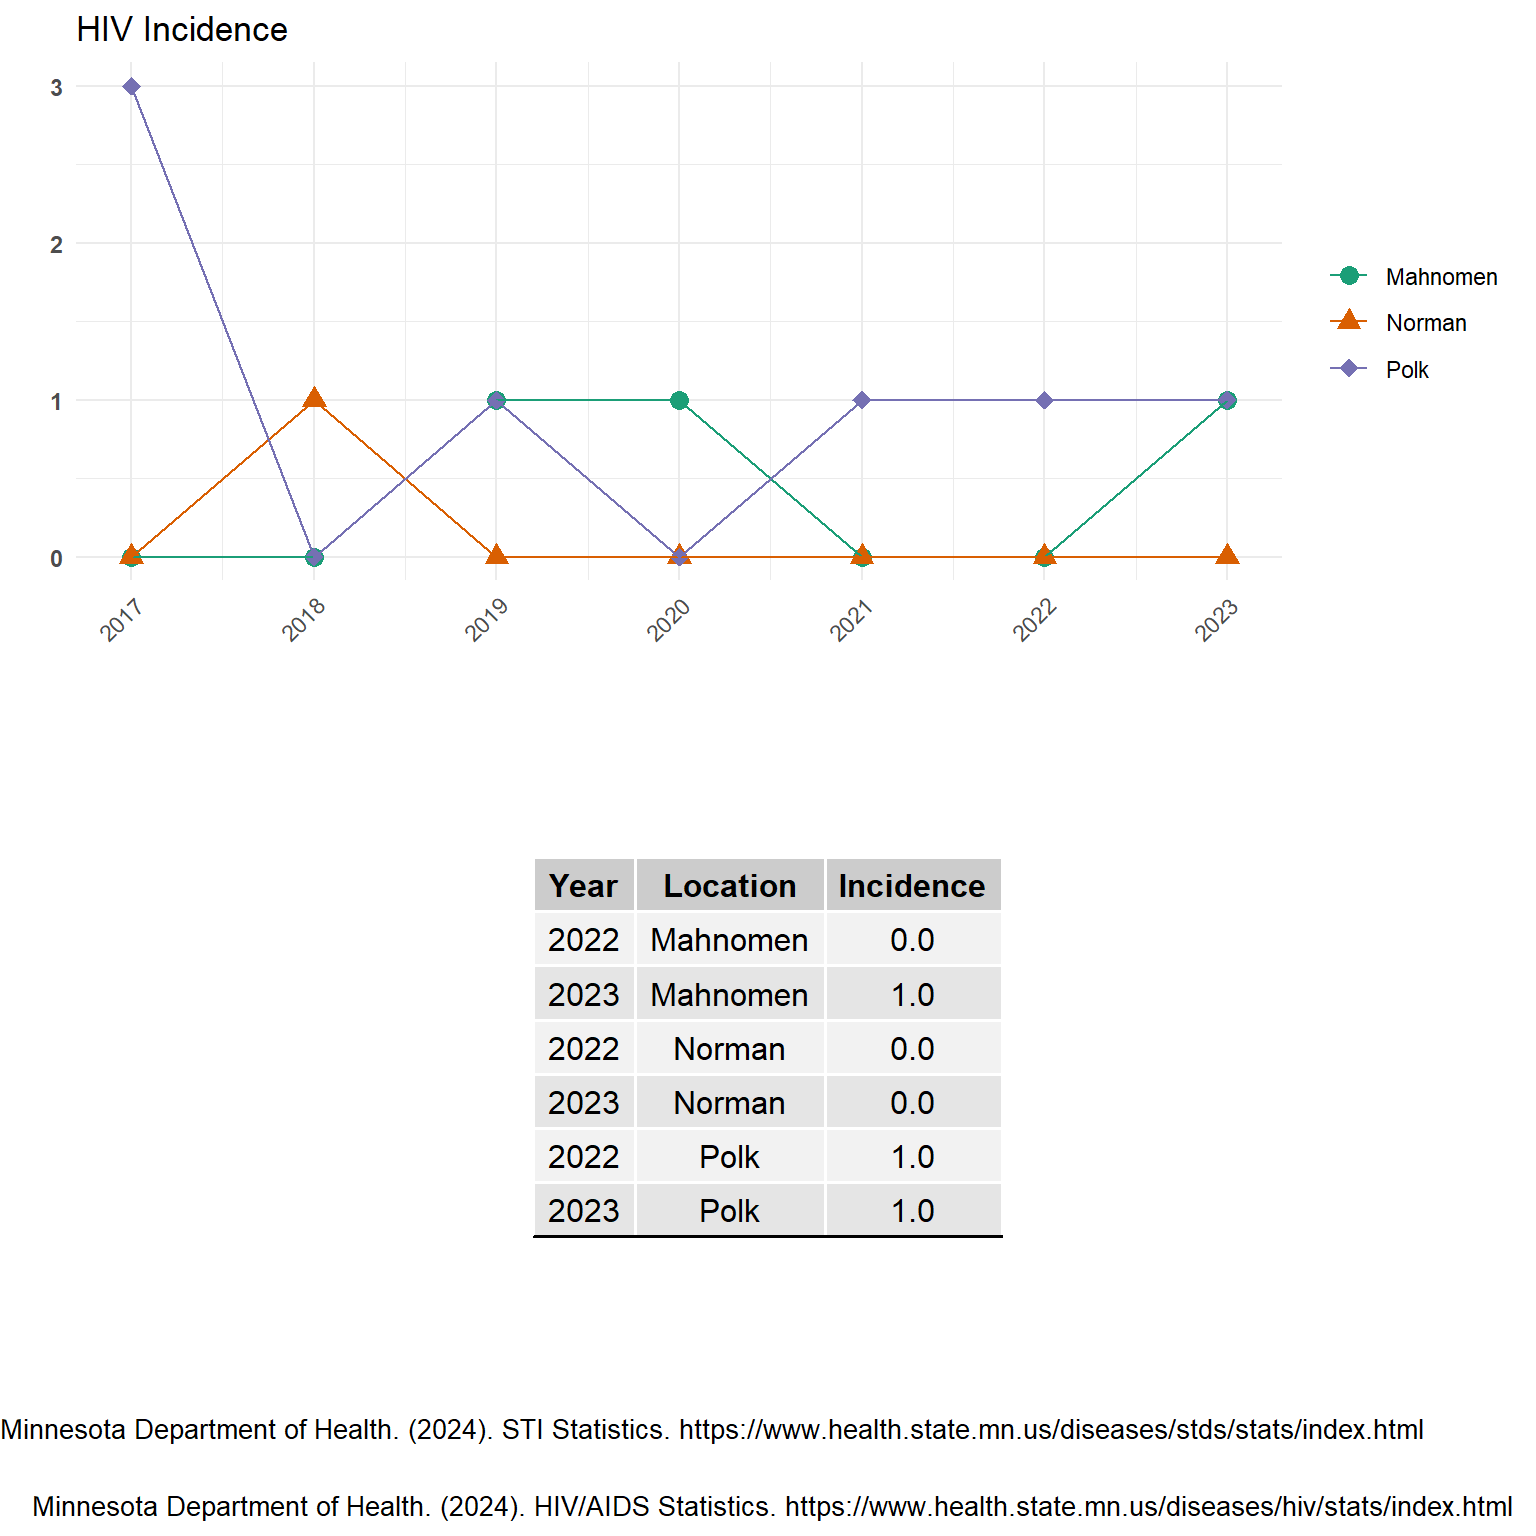 HIV Incidence
3
2
1
0
2017
2018
2019
2020
2021
2022
2023
Mahnomen
Norman
Polk
Year Location Incidence
2022 Mahnomen 0.0
2023 Mahnomen 1.0
2022 Norman 0.0
2023 Norman 0.0
2022 Polk 1.0
2023 Polk 1.0
Minnesota Department of Health. (2024). STI Statistics. https://www.health.state.mn.us/diseases/stds/stats/index.html
Minnesota Department of Health. (2024). HIV/AIDS Statistics. https://www.health.state.mn.us/diseases/hiv/stats/index.html